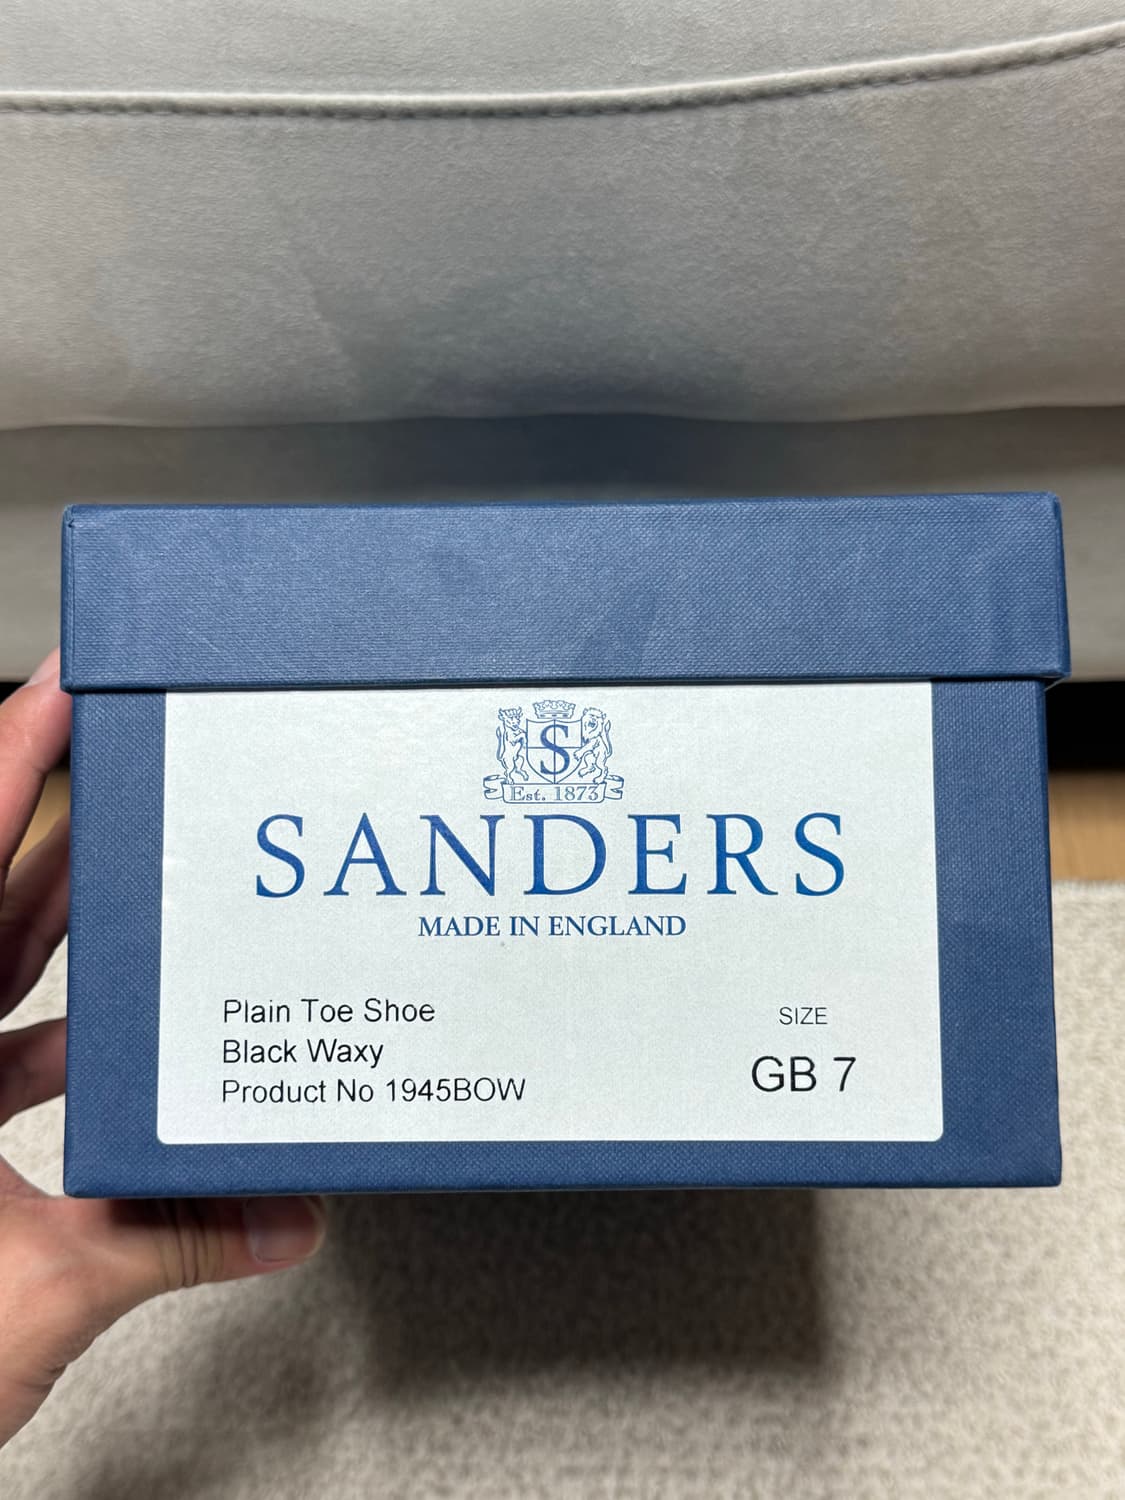 S
Est. 1873
SANDERS
MADE IN ENGLAND
Plain Toe Shoe
Black Waxy
Product No 1945BOW
SIZE
GB 7